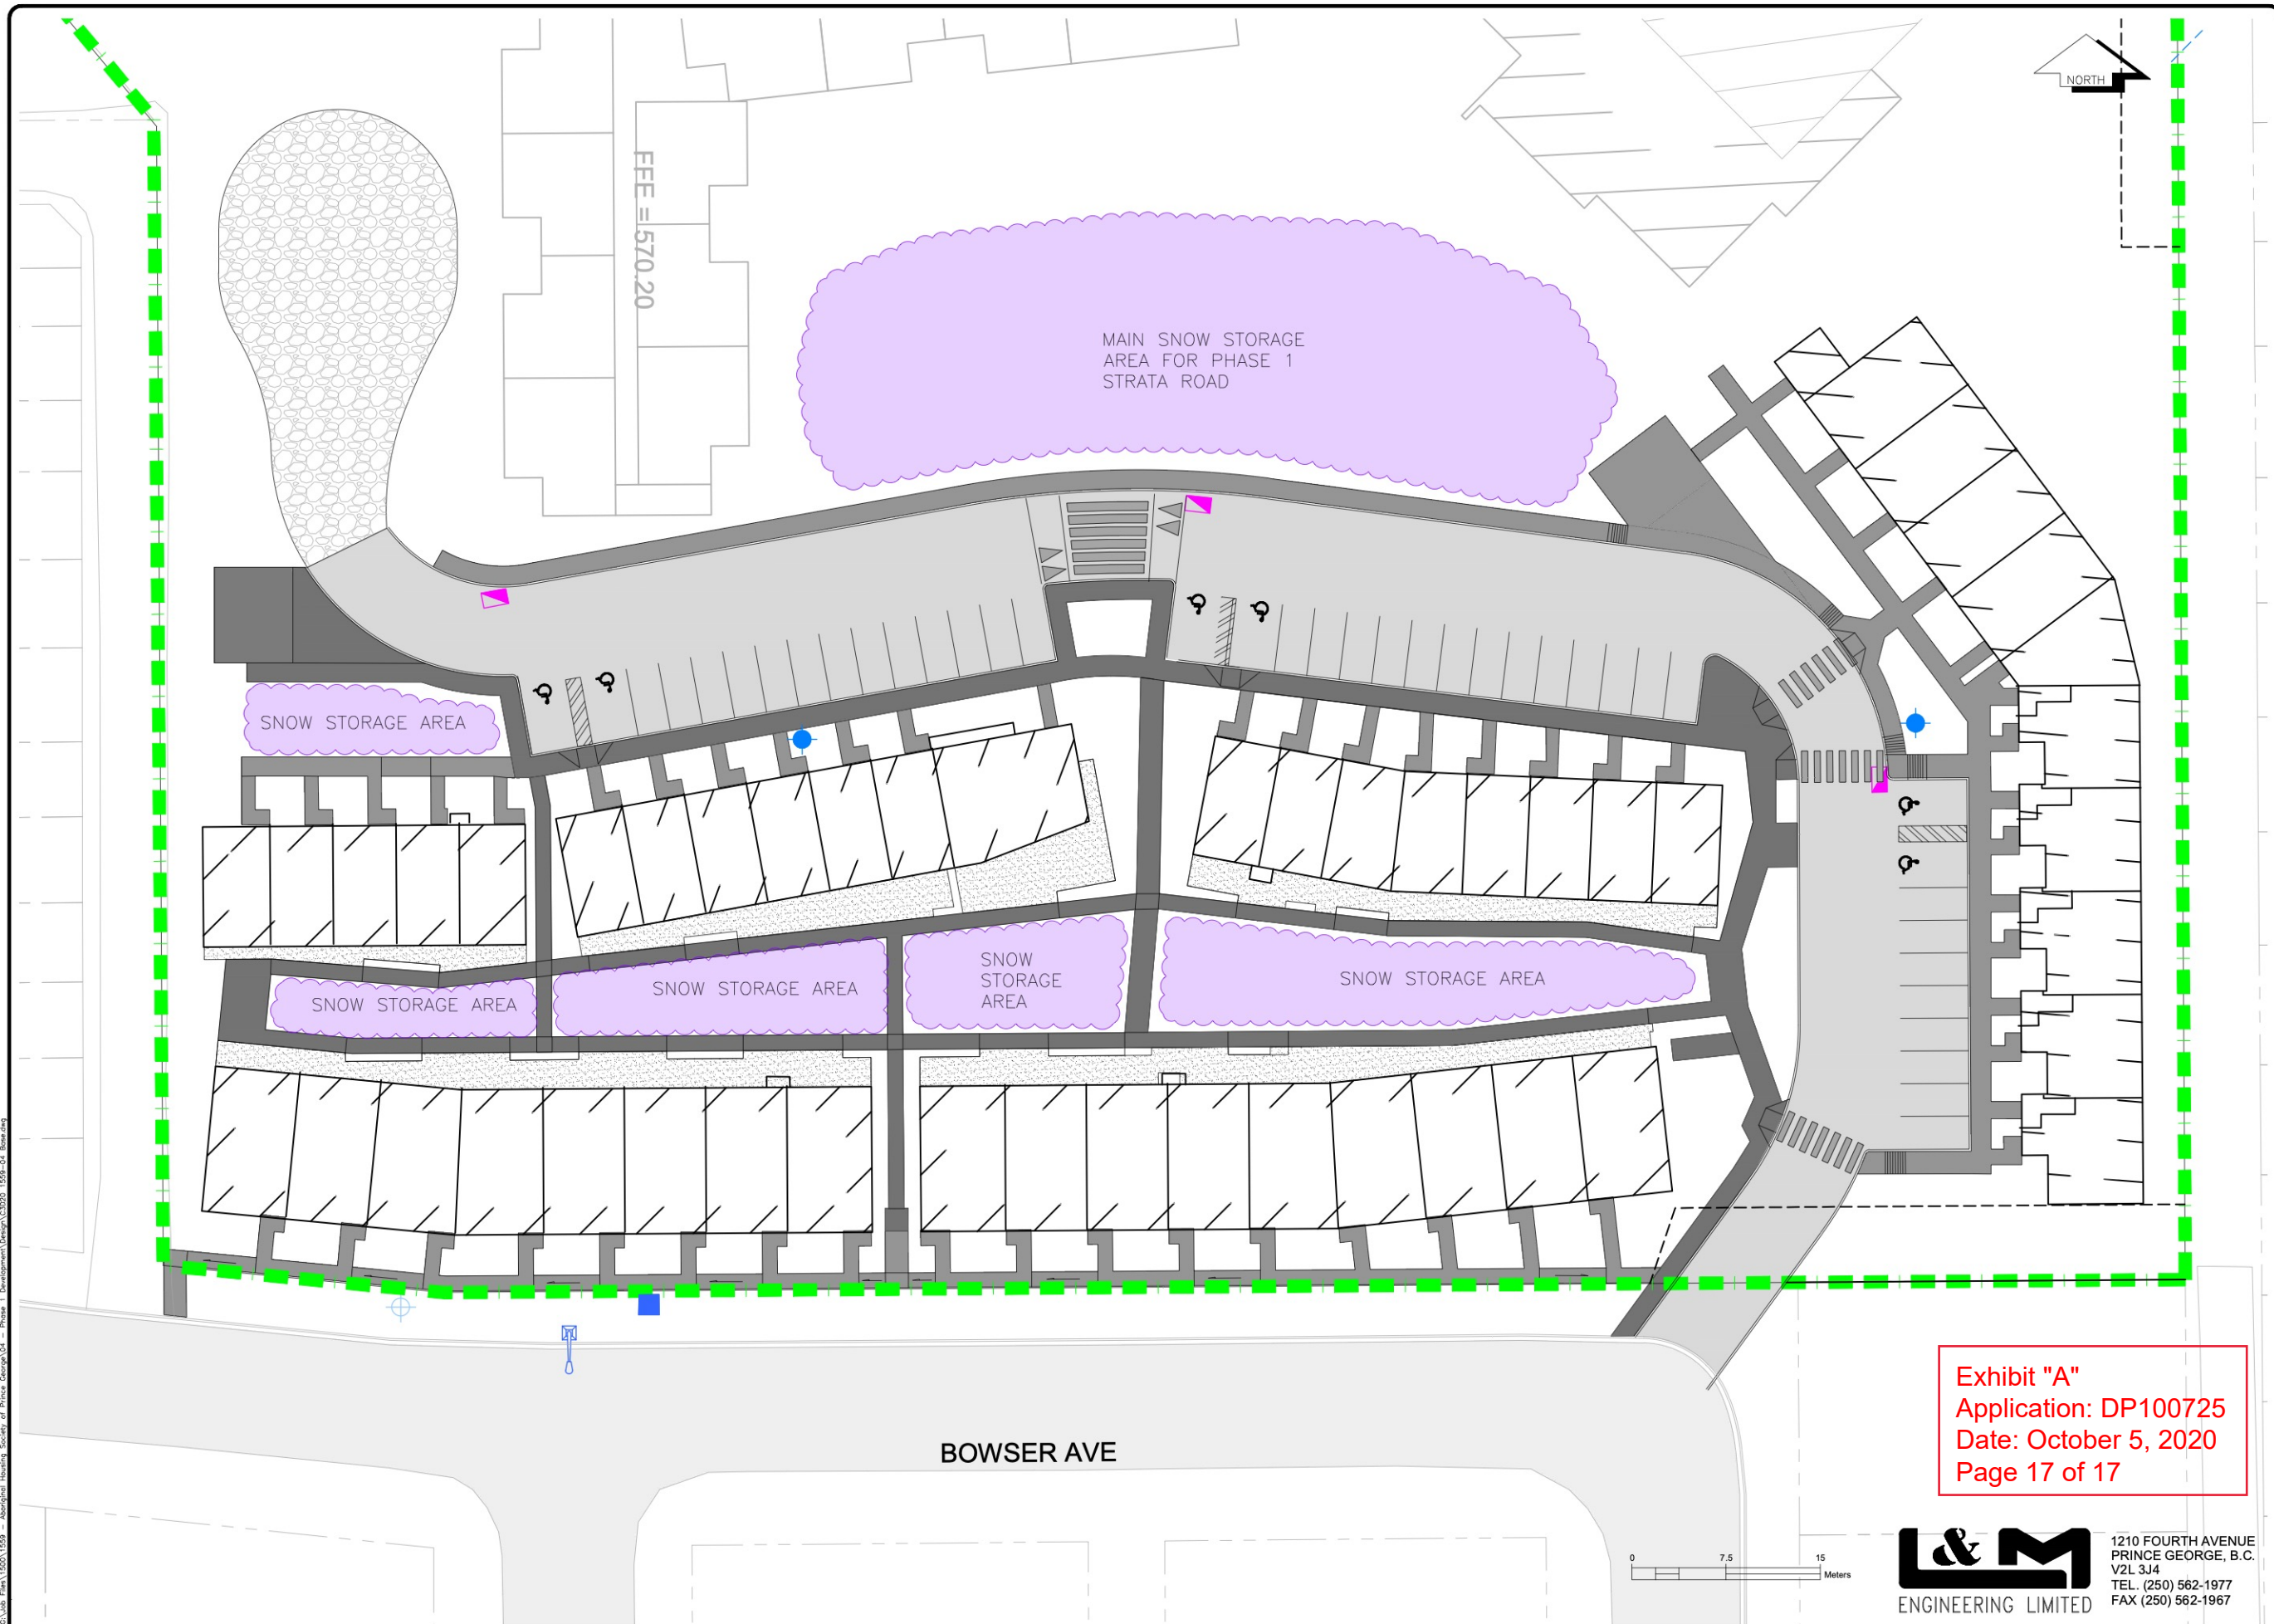 NORTH
FFE = 570.20
MAIN SNOW STORAGE
AREA FOR PHASE 1
STRATA ROAD
SNOW STORAGE AREA
SNOW STORAGE AREA
SNOW STORAGE AREA
SNOW
STORAGE
AREA
SNOW STORAGE AREA
BOWSER AVE
Exhibit "A"
Application: DP100725
Date: October 5, 2020
Page 17 of 17
0 7.5 15
Meters
L&M
ENGINEERING LIMITED
1210 FOURTH AVENUE
PRINCE GEORGE, B.C.
V2L 3J4
TEL. (250) 562-1977
FAX (250) 562-1967